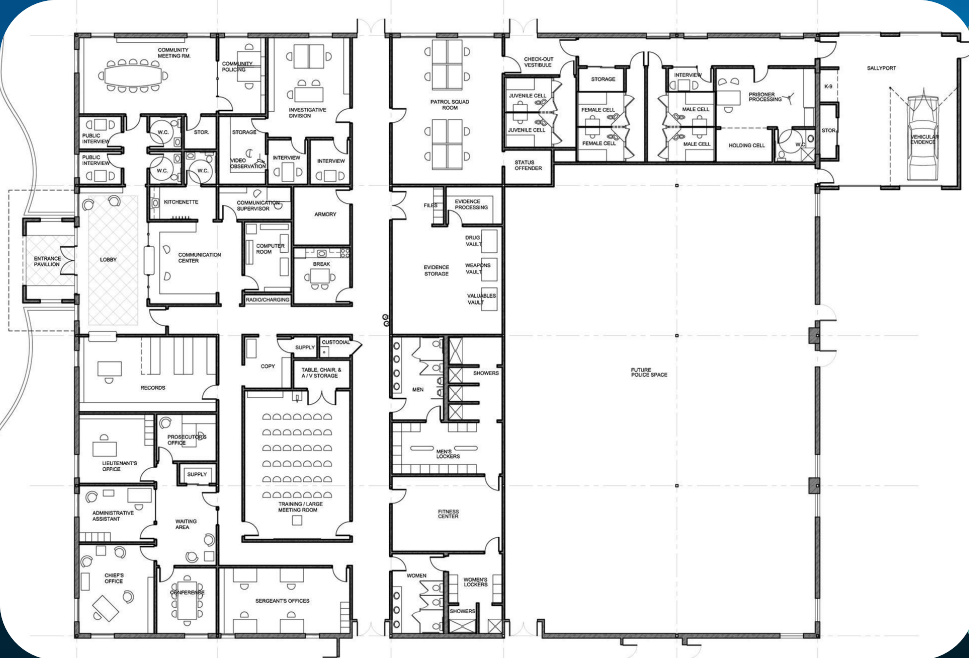 COMMUNITY
MEETING RM.
COMMUNITY
POLICING
INVESTIGATIVE
DIVISION
PATROL SQUAD
ROOM
CHECK-OUT
VESTIBULE
JUVENILE CELL
JUVENILE CELL
STORAGE
FEMALE CELL
FEMALE CELL
INTERVIEW
MALE CELL
MALE CELL
PRISONER
PROCESSING
HOLDING CELL
W.C.
SALLYPORT
K-9
STOR.
VEHICULAR
EVIDENCE
PUBLIC
INTERVIEW
PUBLIC
INTERVIEW
W.C.
W.C.
W.C.
STOR.
STORAGE
VIDEO
OBSERVATION
INTERVIEW
INTERVIEW
STATUS
OFFENDER
KITCHENETTE
COMMUNICATION
SUPERVISOR
ARMORY
FILES
EVIDENCE
PROCESSING
ENTRANCE
PAVILION
LOBBY
COMMUNICATION
CENTER
COMPUTER
ROOM
BREAK
RADIO/CHARGING
EVIDENCE
STORAGE
DRUG
VAULT
WEAPONS
VAULT
VALUABLES
VAULT
RECORDS
COPY
SUPPLY
CUSTODIAL
TABLE, CHAIR, &
A / V STORAGE
MEN
SHOWERS
FUTURE
POLICE SPACE
LIEUTENANT'S
OFFICE
PROSECUTOR'S
OFFICE
SUPPLY
MEN'S
LOCKERS
ADMINISTRATIVE
ASSISTANT
WAITING
AREA
TRAINING / LARGE
MEETING ROOM
FITNESS
CENTER
CHIEF'S
OFFICE
CONFERENCE
SERGEANT'S OFFICES
WOMEN
WOMEN'S
LOCKERS
SHOWERS